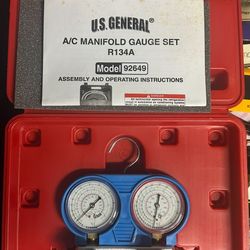 U.S. GENERAL®
A/C MANIFOLD GAUGE SET
R134A
Model 92649
ASSEMBLY AND OPERATING INSTRUCTIONS